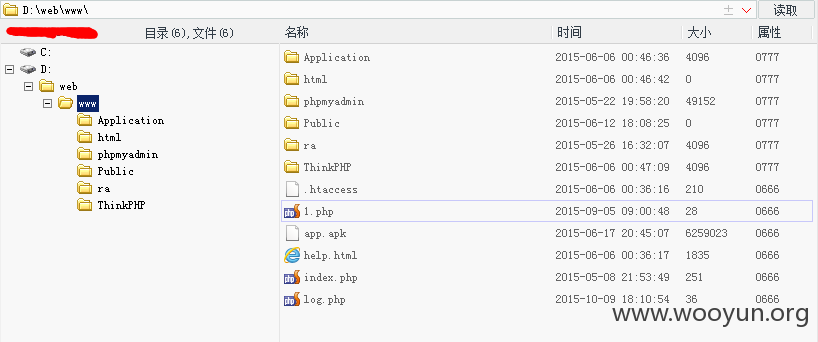 D:\web\www\ 读取
目录(6),文件(6) 名称 时间 大小 属性
C:
D:
web
www
Application
html
phpmyadmin
Public
ra
ThinkPHP
Application 2015-06-06 00:46:36 4096 0777
html 2015-06-06 00:46:42 0 0777
phpmyadmin 2015-05-22 19:58:20 49152 0777
Public 2015-06-12 18:08:25 0 0777
ra 2015-05-26 16:32:07 4096 0777
ThinkPHP 2015-06-06 00:47:09 4096 0777
.htaccess 2015-06-06 00:36:16 210 0666
1.php 2015-09-05 09:00:48 28 0666
app.apk 2015-06-17 20:45:07 6259023 0666
help.html 2015-06-06 00:36:17 1835 0666
index.php 2015-05-08 21:53:49 251 0666
log.php 2015-10-09 18:10:54 36 0666
www.wooyun.org